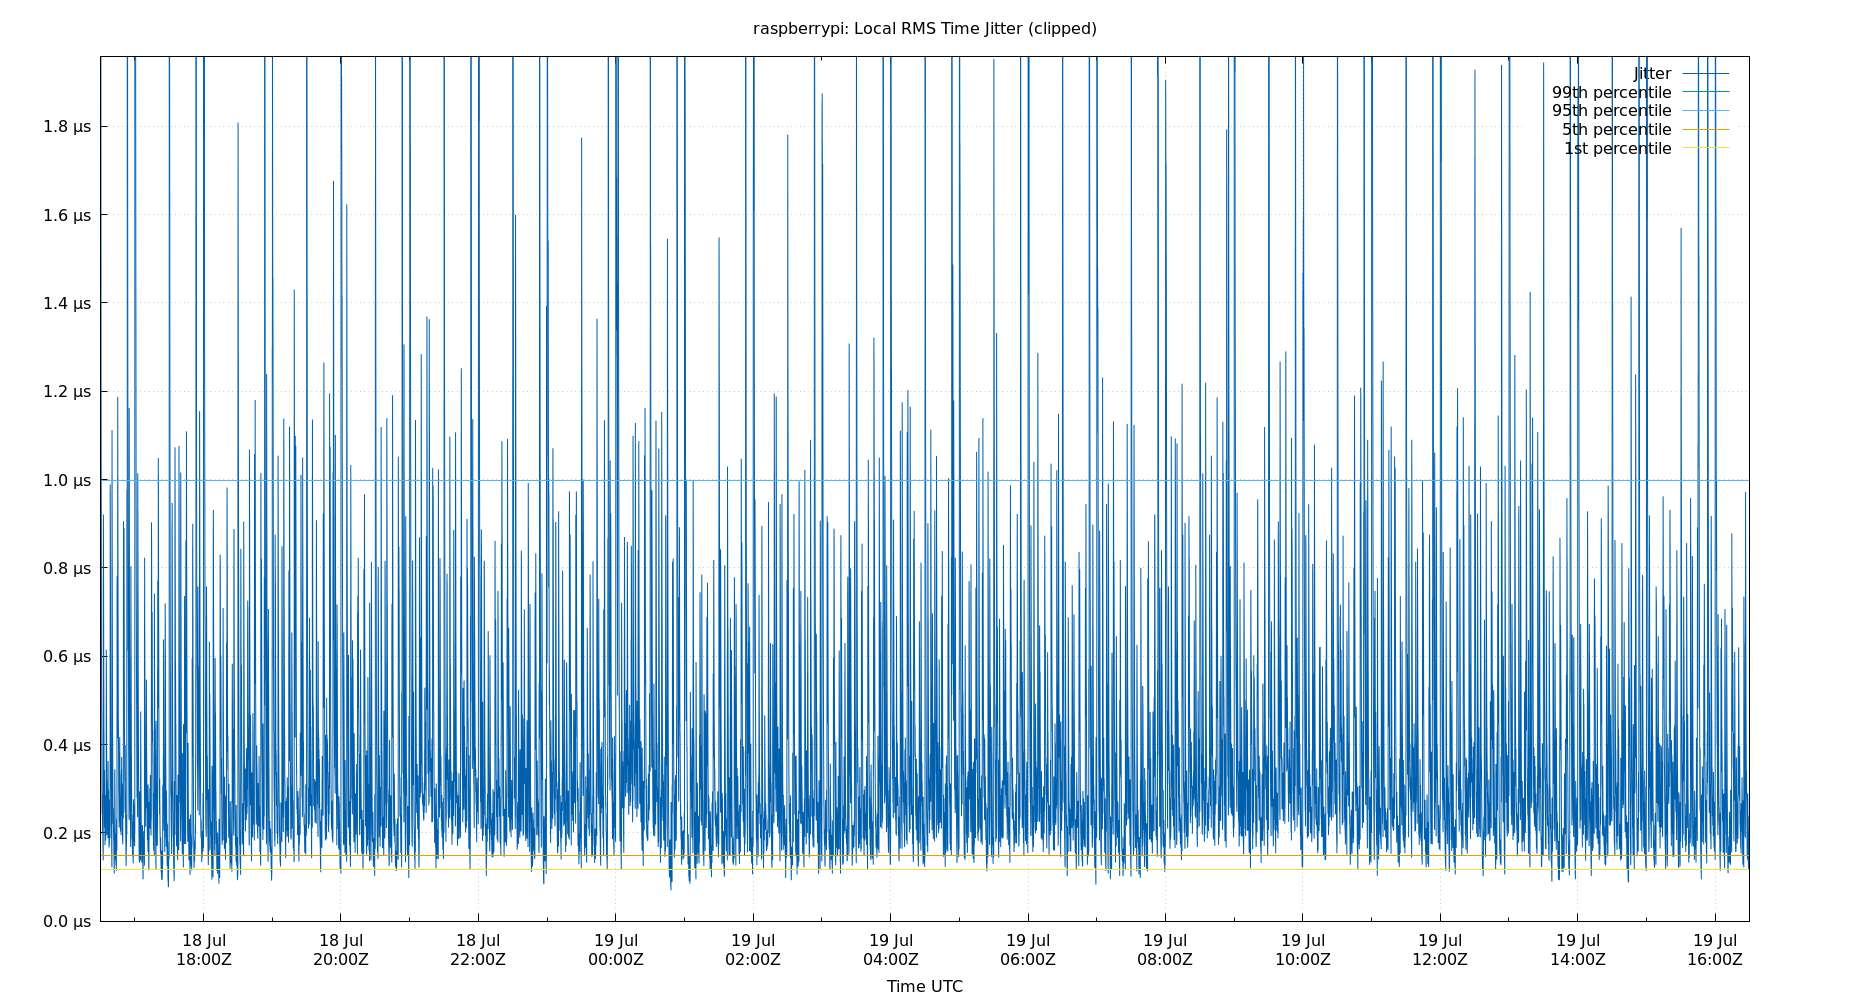 raspberrypi: Local RMS Time Jitter (clipped)
Jitter
99th percentile
95th percentile
5th percentile
1st percentile
1.8 µs
1.6 µs
1.4 µs
1.2 µs
1.0 µs
0.8 µs
0.6 µs
0.4 µs
0.2 µs
0.0 µs
18 Jul 18 Jul 18 Jul 19 Jul 19 Jul 19 Jul 19 Jul 19 Jul 19 Jul 19 Jul 19 Jul 19 Jul
18:00Z 20:00Z 22:00Z 00:00Z 02:00Z 04:00Z 06:00Z 08:00Z 10:00Z 12:00Z 14:00Z 16:00Z
Time UTC